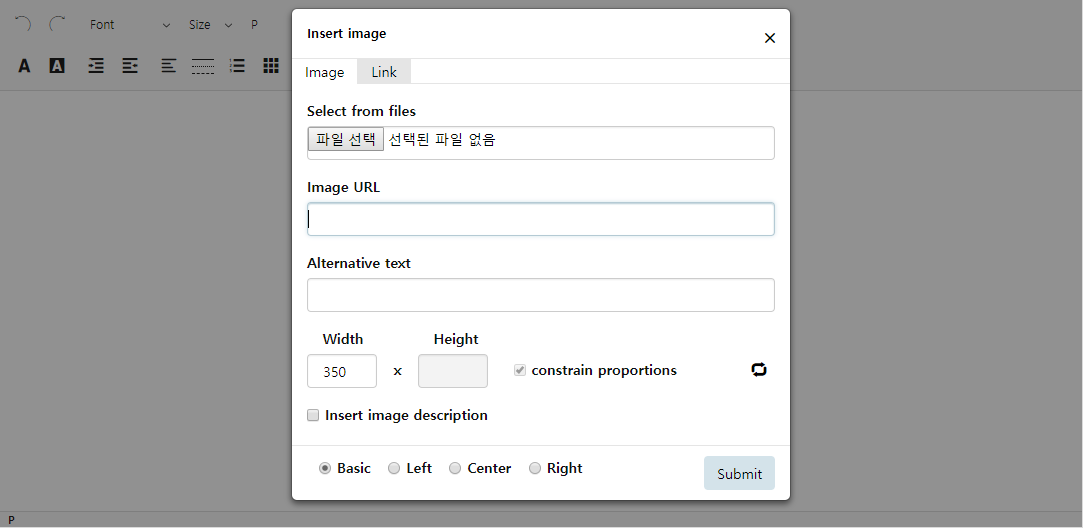 Font Size P
A A
Insert image
×
Image Link
Select from files
파일 선택 선택된 파일 없음
Image URL
Alternative text
Width Height
350 x constrain proportions
Insert image description
Basic Left Center Right Submit
P